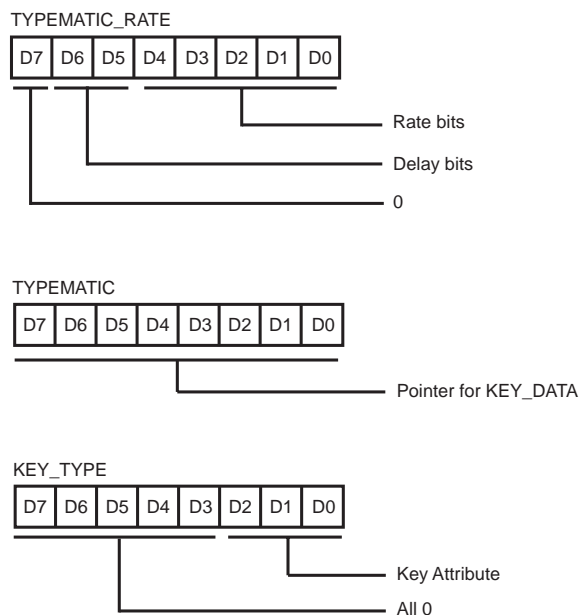 TYPEMATIC_RATE
D7 D6 D5 D4 D3 D2 D1 D0
Rate bits
Delay bits
0
TYPEMATIC
D7 D6 D5 D4 D3 D2 D1 D0
Pointer for KEY_DATA
KEY_TYPE
D7 D6 D5 D4 D3 D2 D1 D0
Key Attribute
All 0